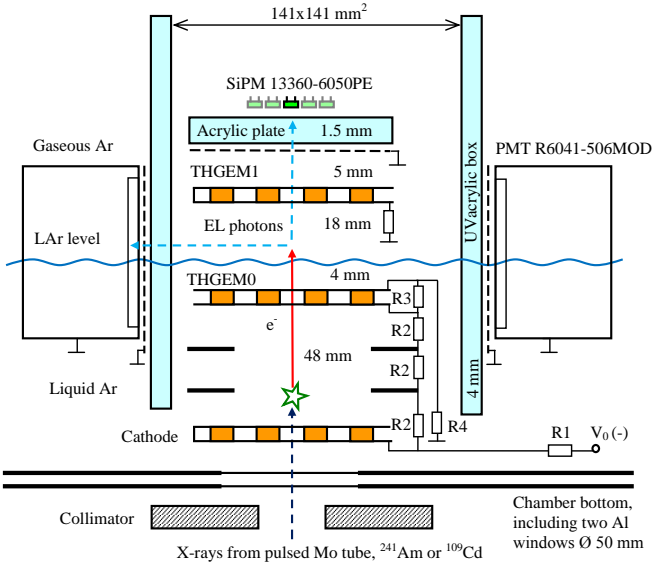 141x141 mm²
SiPM 13360-6050PE
Acrylic plate 1.5 mm
Gaseous Ar
PMT R6041-506MOD
THGEM1 5 mm
UVacrylic box
EL photons 18 mm
LAr level
THGEM0 4 mm
R3
e⁻
R2
48 mm
R2
Liquid Ar
4 mm
Cathode
R2
R4
R1
V₀ (-)
Collimator
Chamber bottom,
including two Al
windows Ø 50 mm
X-rays from pulsed Mo tube, ²⁴¹Am or ¹⁰⁹Cd